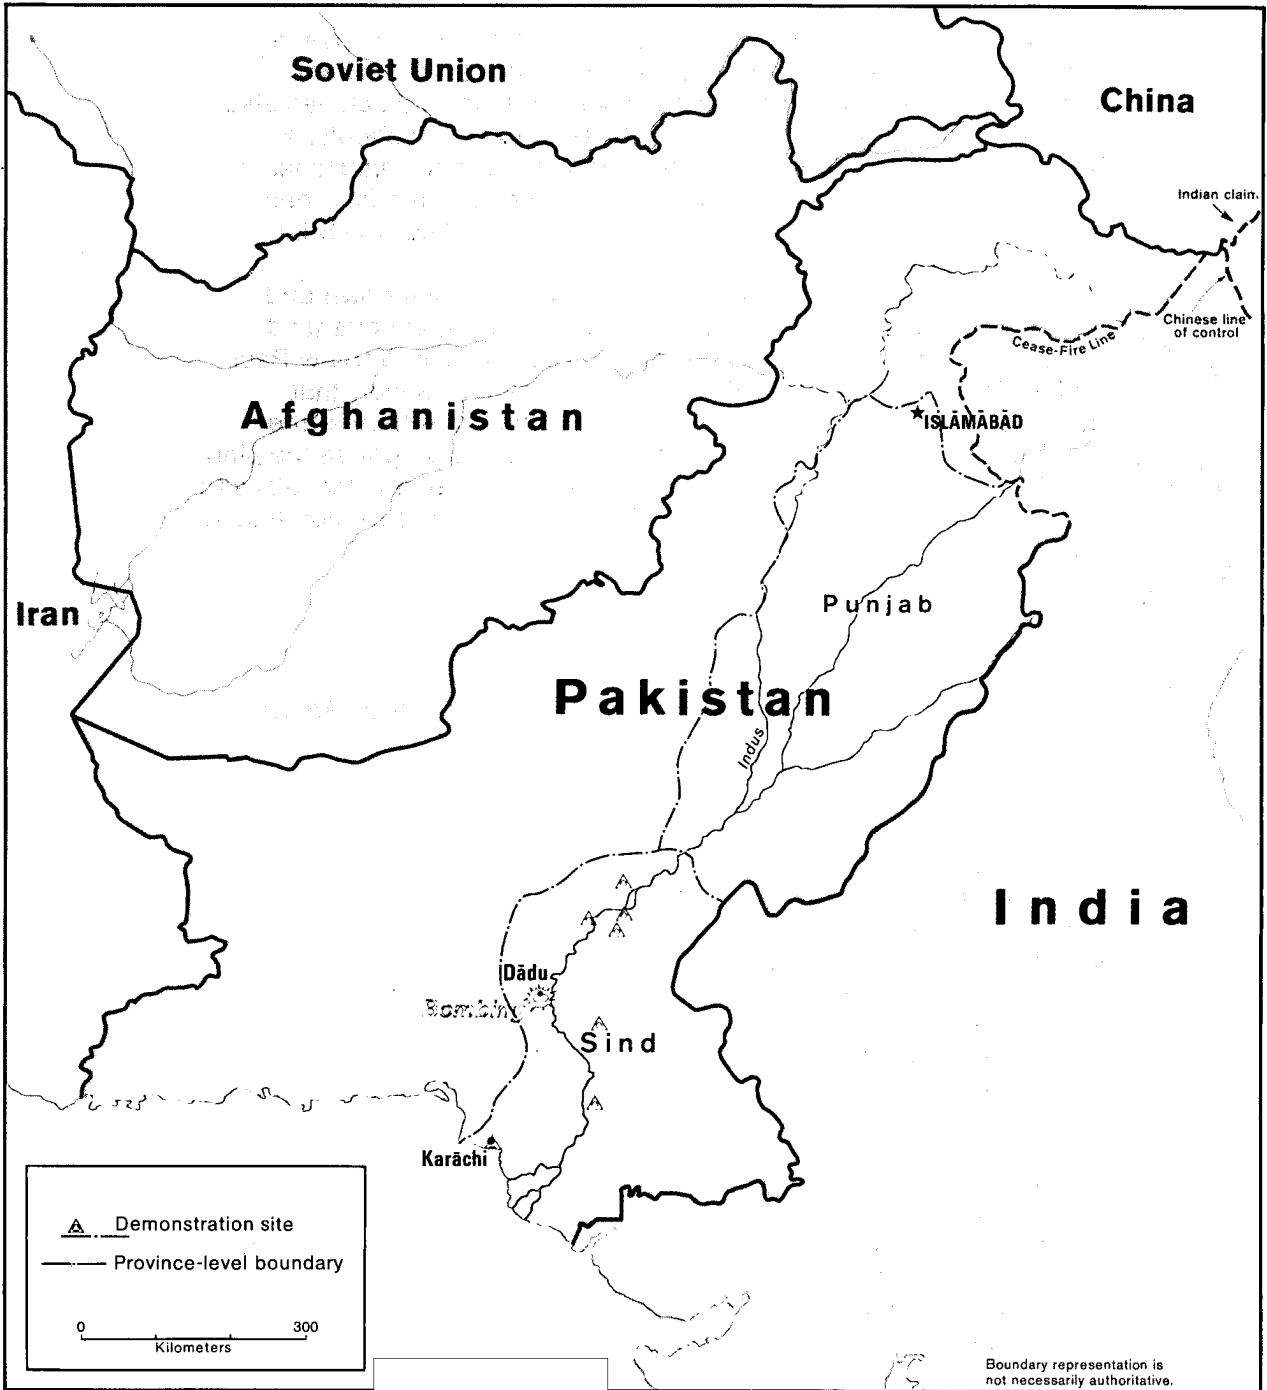 Soviet Union
China
Indian claim
Chinese line
of control
Cease-Fire Line
Afghanistan
ISLĀMĀBĀD
Iran
Punjab
Pakistan
Indus
India
Dādu
Bombing
Sind
Karāchi
Demonstration site
Province-level boundary
0 300
Kilometers
Boundary representation is
not necessarily authoritative.